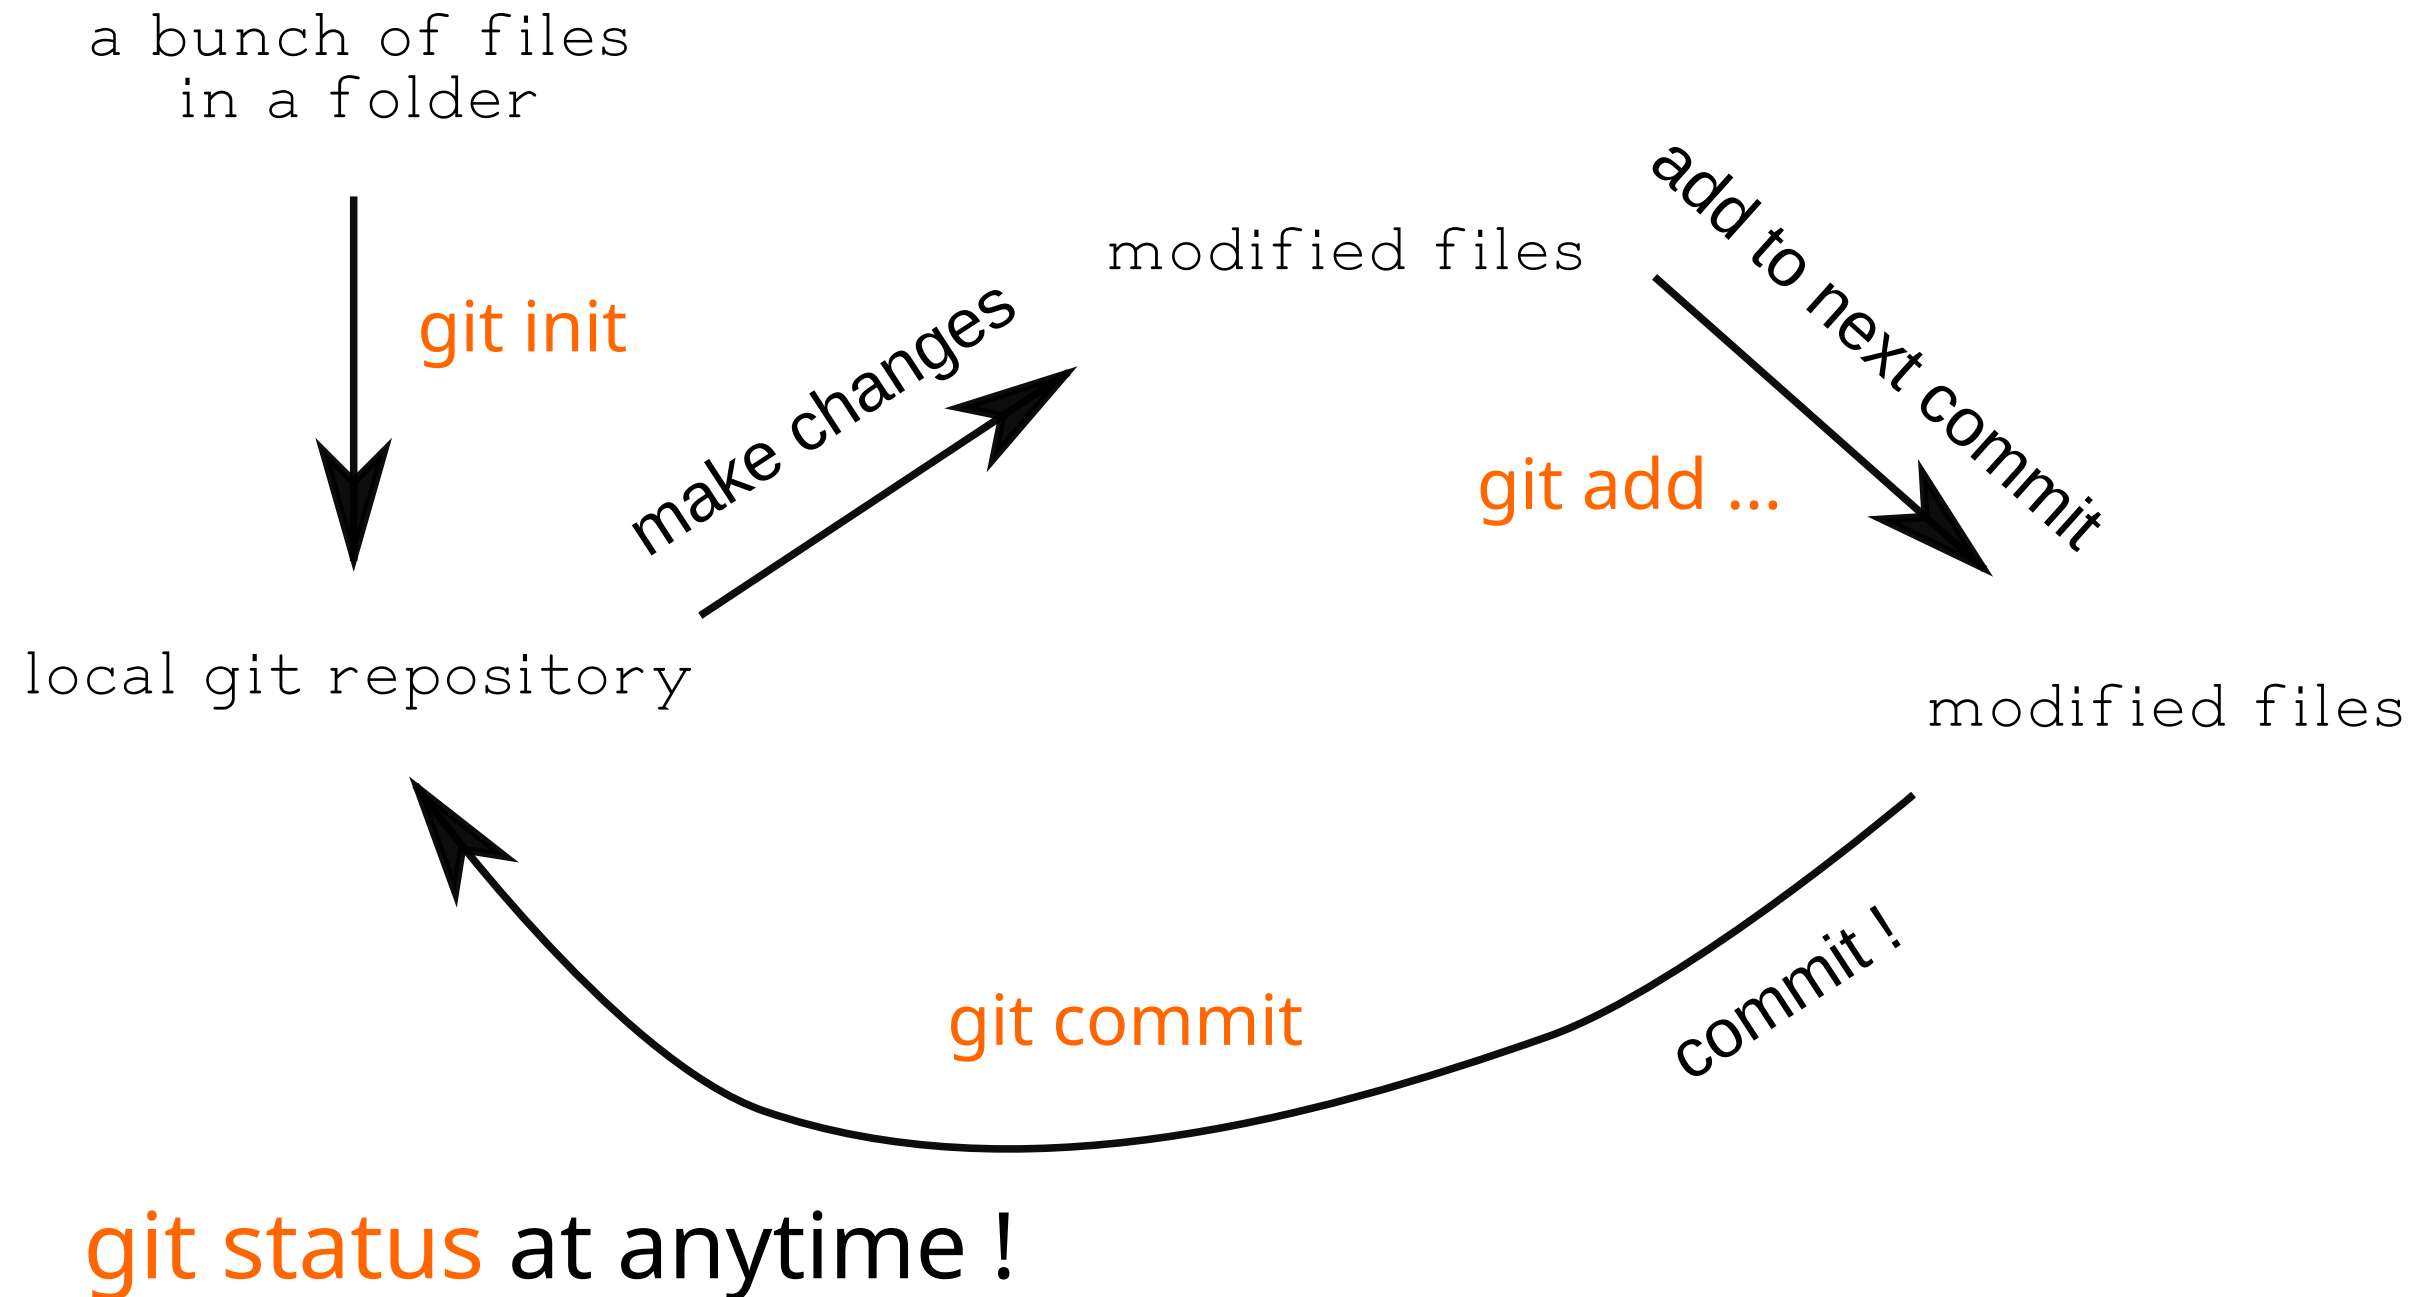 a bunch of files
in a folder
git init
make changes
modified files
add to next commit
git add ...
local git repository
modified files
git commit
commit !
git status at anytime !